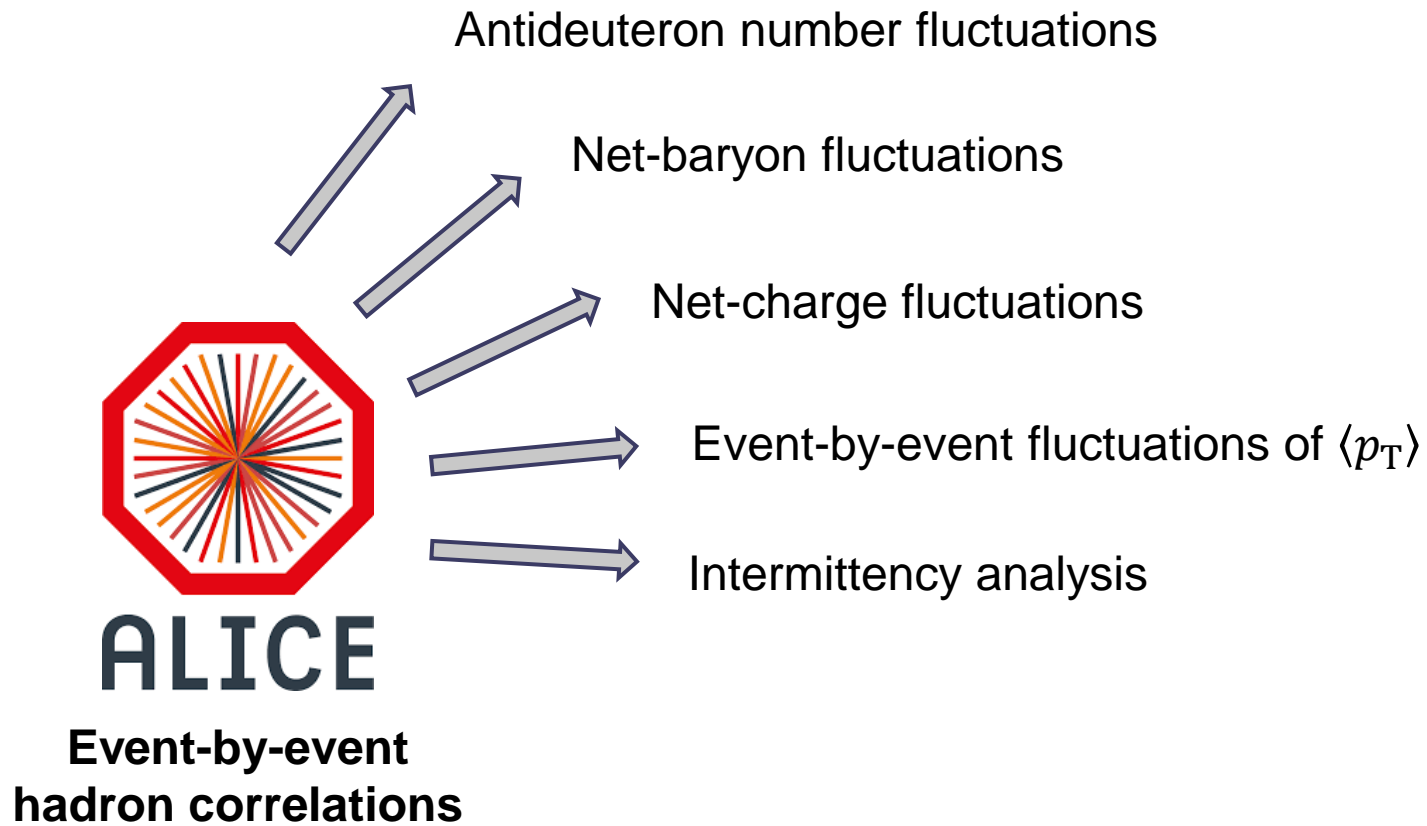 Antideuteron number fluctuations
Net-baryon fluctuations
Net-charge fluctuations
Event-by-event fluctuations of ⟨p_T⟩
Intermittency analysis
ALICE
Event-by-event
hadron correlations